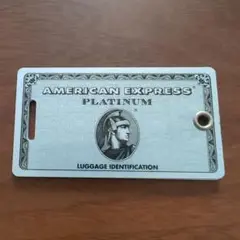 AMERICAN EXPRESS
PLATINUM
LUGGAGE IDENTIFICATION